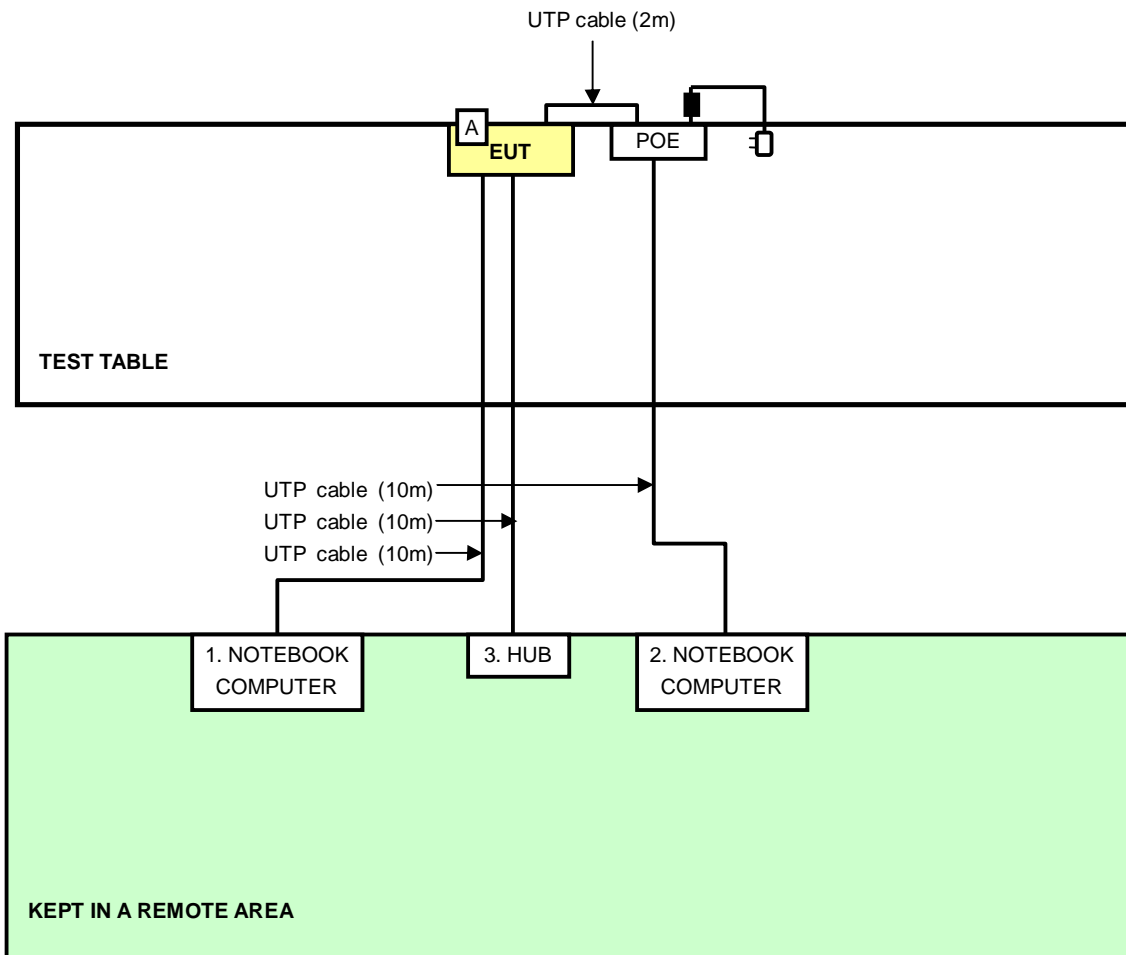 UTP cable (2m)
A
EUT
POE
TEST TABLE
UTP cable (10m)
UTP cable (10m)
UTP cable (10m)
1. NOTEBOOK
COMPUTER
3. HUB
2. NOTEBOOK
COMPUTER
KEPT IN A REMOTE AREA